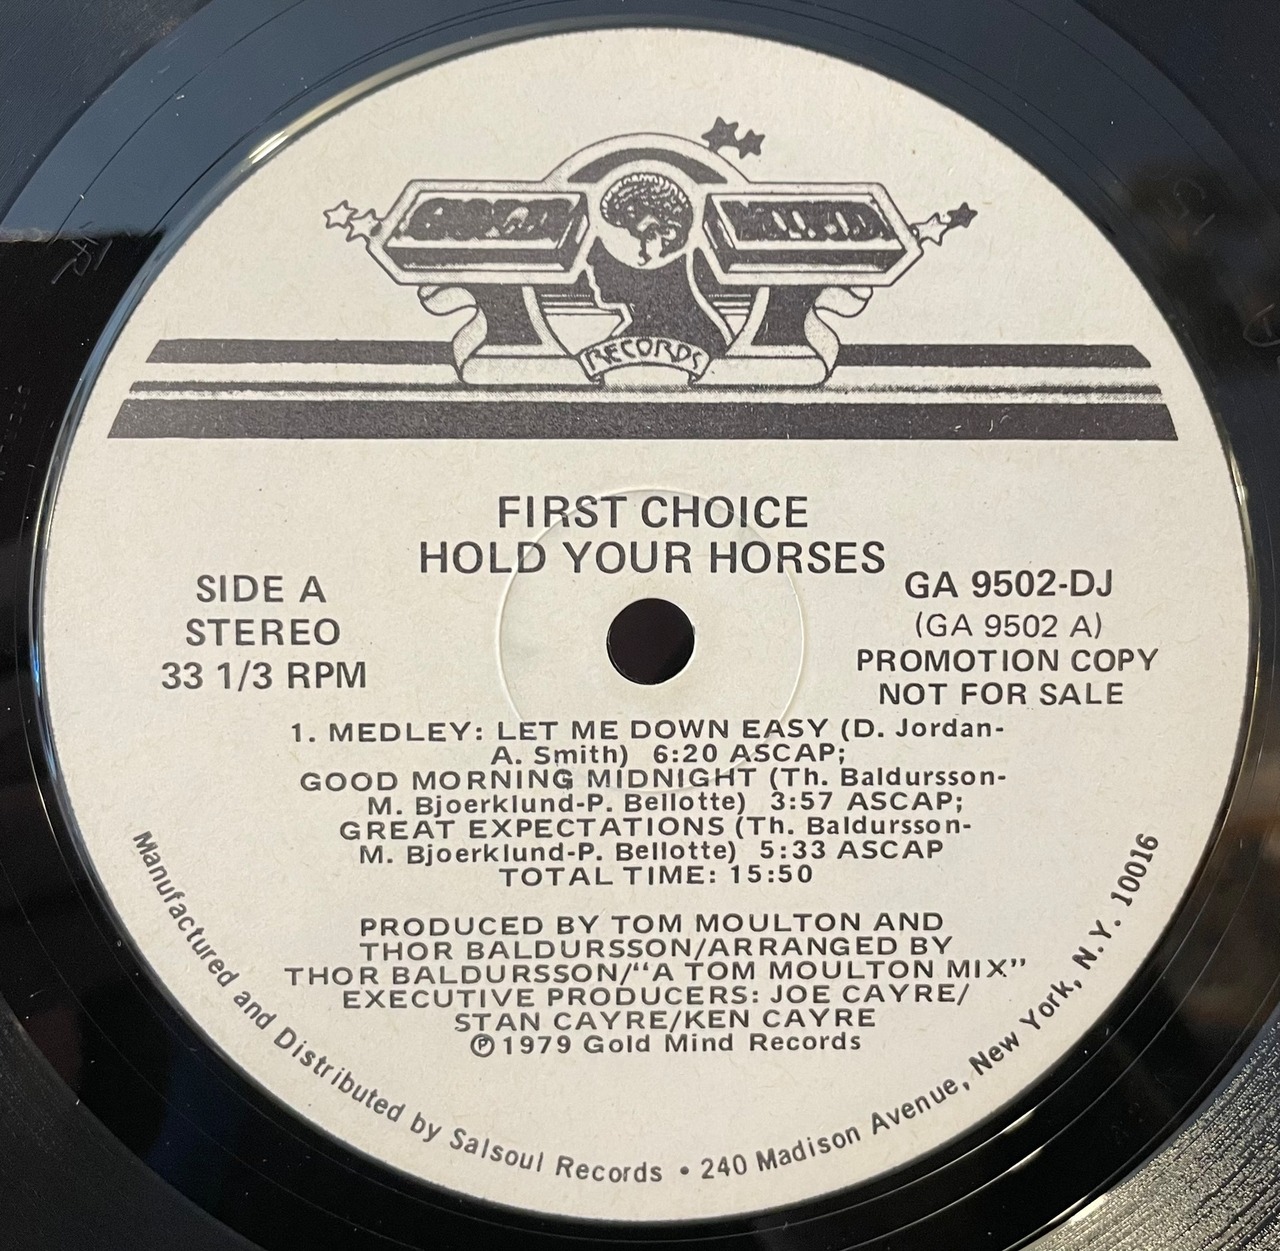 GOLD MIND
RECORDS
FIRST CHOICE
HOLD YOUR HORSES
SIDE A
STEREO
33 1/3 RPM
GA 9502-DJ
(GA 9502 A)
PROMOTION COPY
NOT FOR SALE
1. MEDLEY: LET ME DOWN EASY (D. Jordan-
A. Smith) 6:20 ASCAP;
GOOD MORNING MIDNIGHT (Th. Baldursson-
M. Bjoerklund-P. Bellotte) 3:57 ASCAP;
GREAT EXPECTATIONS (Th. Baldursson-
M. Bjoerklund-P. Bellotte) 5:33 ASCAP
TOTAL TIME: 15:50
PRODUCED BY TOM MOULTON AND
THOR BALDURSSON/ARRANGED BY
THOR BALDURSSON/“A TOM MOULTON MIX”
EXECUTIVE PRODUCERS: JOE CAYRE/
STAN CAYRE/KEN CAYRE
℗1979 Gold Mind Records
Manufactured and Distributed by Salsoul Records • 240 Madison Avenue, New York, N.Y. 10016